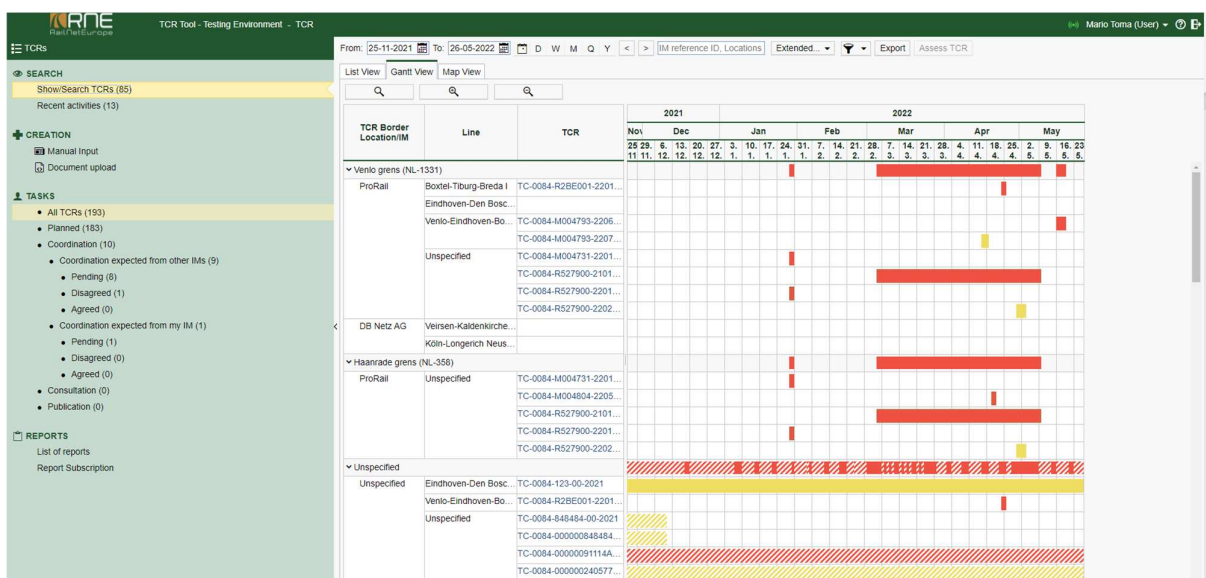 RNE
RailNetEurope
TCR Tool - Testing Environment - TCR
Mario Toma (User)
TCRs
SEARCH
Show/Search TCRs (85)
Recent activities (13)
CREATION
Manual Input
Document upload
TASKS
All TCRs (193)
Planned (183)
Coordination (10)
Coordination expected from other IMs (9)
Pending (8)
Disagreed (1)
Agreed (0)
Coordination expected from my IM (1)
Pending (1)
Disagreed (0)
Agreed (0)
Consultation (0)
Publication (0)
REPORTS
List of reports
Report Subscription
From: 25-11-2021 To: 26-05-2022 D W M Q Y < > IM reference ID, Locations Extended... Export Assess TCR
List View Gantt View Map View
TCR Border Location/IM Line TCR
2021 2022
Nov Dec Jan Feb Mar Apr May
25 29. 6. 13. 20. 27. 3. 10. 17. 24. 31. 7. 14. 21. 28. 7. 14. 21. 28. 4. 11. 18. 25. 2. 9. 16. 23
11 11. 12. 12. 12. 12. 1. 1. 1. 1. 1. 2. 2. 2. 2. 3. 3. 3. 3. 4. 4. 4. 4. 5. 5. 5. 5.
Venlo grens (NL-1331)
ProRail Boxtel-Tiburg-Breda I TC-0084-R2BE001-2201...
Eindhoven-Den Bosc...
Venlo-Eindhoven-Bo... TC-0084-M004793-2206...
TC-0084-M004793-2207...
Unspecified TC-0084-M004731-2201...
TC-0084-R527900-2101...
TC-0084-R527900-2201...
TC-0084-R527900-2202...
DB Netz AG Veirsen-Kaldenkirche...
Köln-Longerich Neus...
Haanrade grens (NL-358)
ProRail Unspecified TC-0084-M004731-2201...
TC-0084-M004804-2205...
TC-0084-R527900-2101...
TC-0084-R527900-2201...
TC-0084-R527900-2202...
Unspecified
Unspecified Eindhoven-Den Bosc... TC-0084-123-00-2021
Venlo-Eindhoven-Bo... TC-0084-R2BE001-2201...
Unspecified TC-0084-848484-00-2021
TC-0084-000000848484...
TC-0084-00000091114A...
TC-0084-000000240577...